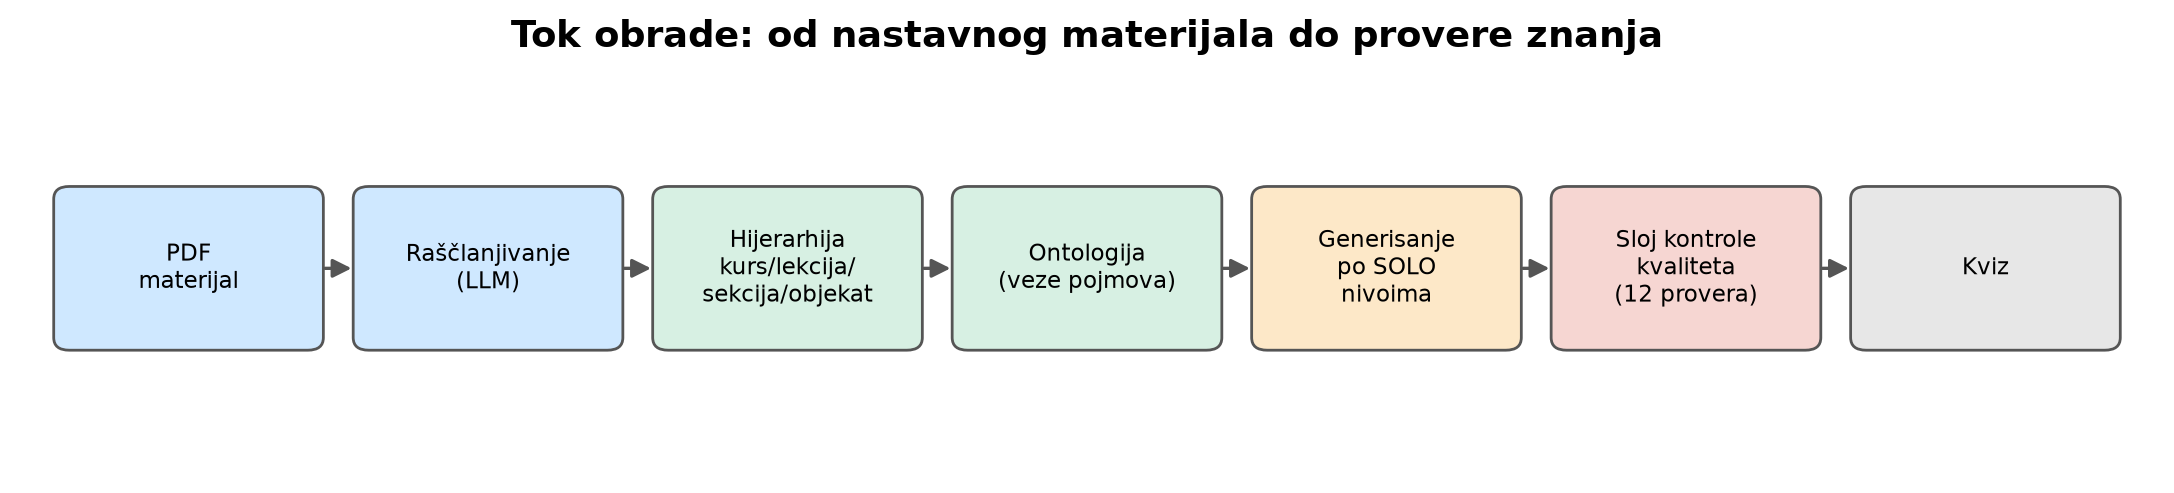 Tok obrade: od nastavnog materijala do provere znanja
PDF
materijal
Raščlanjivanje
(LLM)
Hijerarhija
kurs/lekcija/
sekcija/objekat
Ontologija
(veze pojmova)
Generisanje
po SOLO
nivoima
Sloj kontrole
kvaliteta
(12 provera)
Kviz